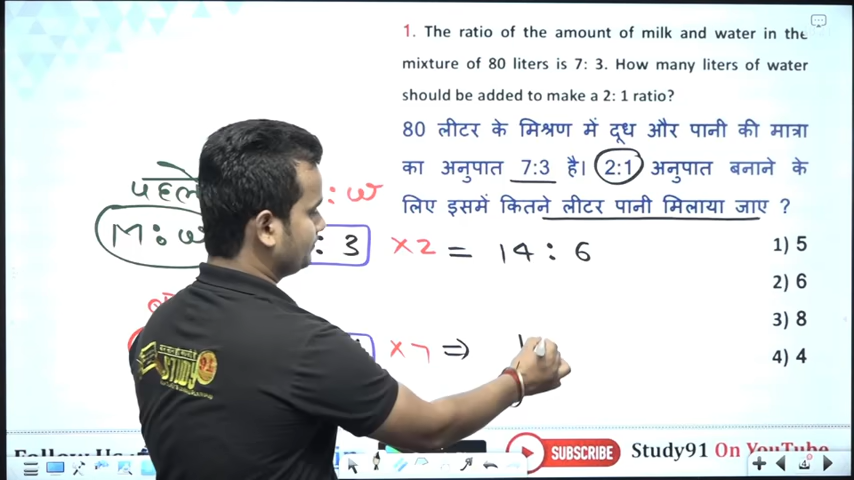 1. The ratio of the amount of milk and water in the
mixture of 80 liters is 7: 3. How many liters of water
should be added to make a 2: 1 ratio?
80 लीटर के मिश्रण में दूध और पानी की मात्रा
का अनुपात 7:3 है। 2:1 अनुपात बनाने के
लिए इसमें कितने लीटर पानी मिलाया जाए ?
पहले : w
M : w : 3 ×2 = 14 : 6
×7 ⇒
1) 5
2) 6
3) 8
4) 4
STUDY 91
SUBSCRIBE Study91 On YouTube